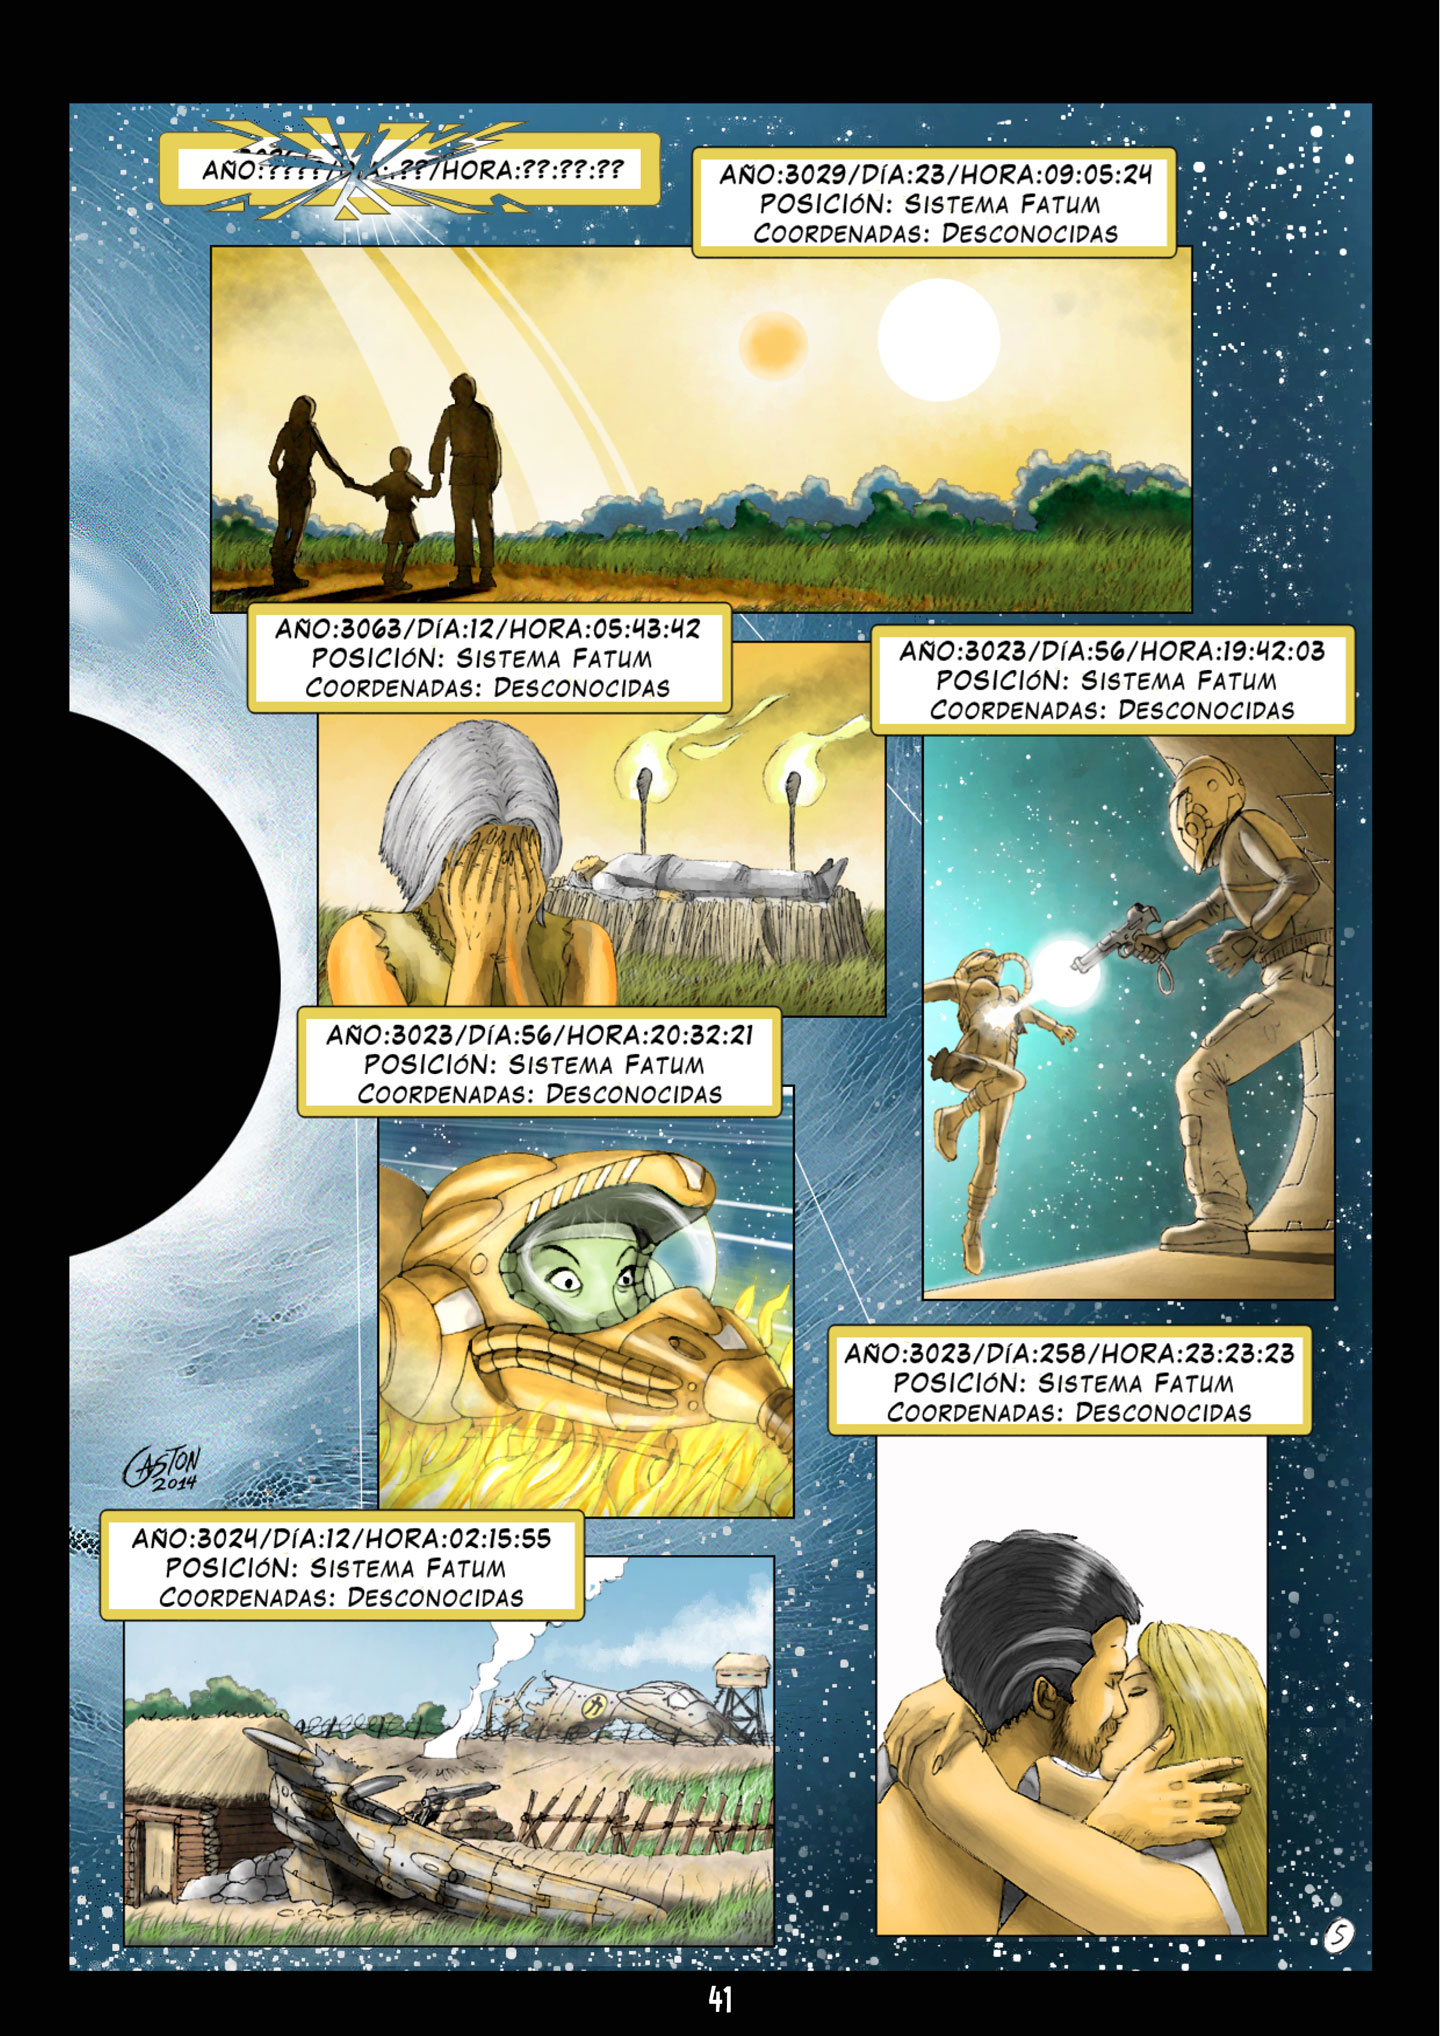 AÑO:????/DÍA:??/HORA:??:??:??
AÑO:3029/DÍA:23/HORA:09:05:24
POSICIÓN: SISTEMA FATUM
COORDENADAS: DESCONOCIDAS
AÑO:3063/DÍA:12/HORA:05:43:42
POSICIÓN: SISTEMA FATUM
COORDENADAS: DESCONOCIDAS
AÑO:3023/DÍA:56/HORA:19:42:03
POSICIÓN: SISTEMA FATUM
COORDENADAS: DESCONOCIDAS
AÑO:3023/DÍA:56/HORA:20:32:21
POSICIÓN: SISTEMA FATUM
COORDENADAS: DESCONOCIDAS
AÑO:3023/DÍA:258/HORA:23:23:23
POSICIÓN: SISTEMA FATUM
COORDENADAS: DESCONOCIDAS
GASTON
2014
AÑO:3024/DÍA:12/HORA:02:15:55
POSICIÓN: SISTEMA FATUM
COORDENADAS: DESCONOCIDAS
5
41